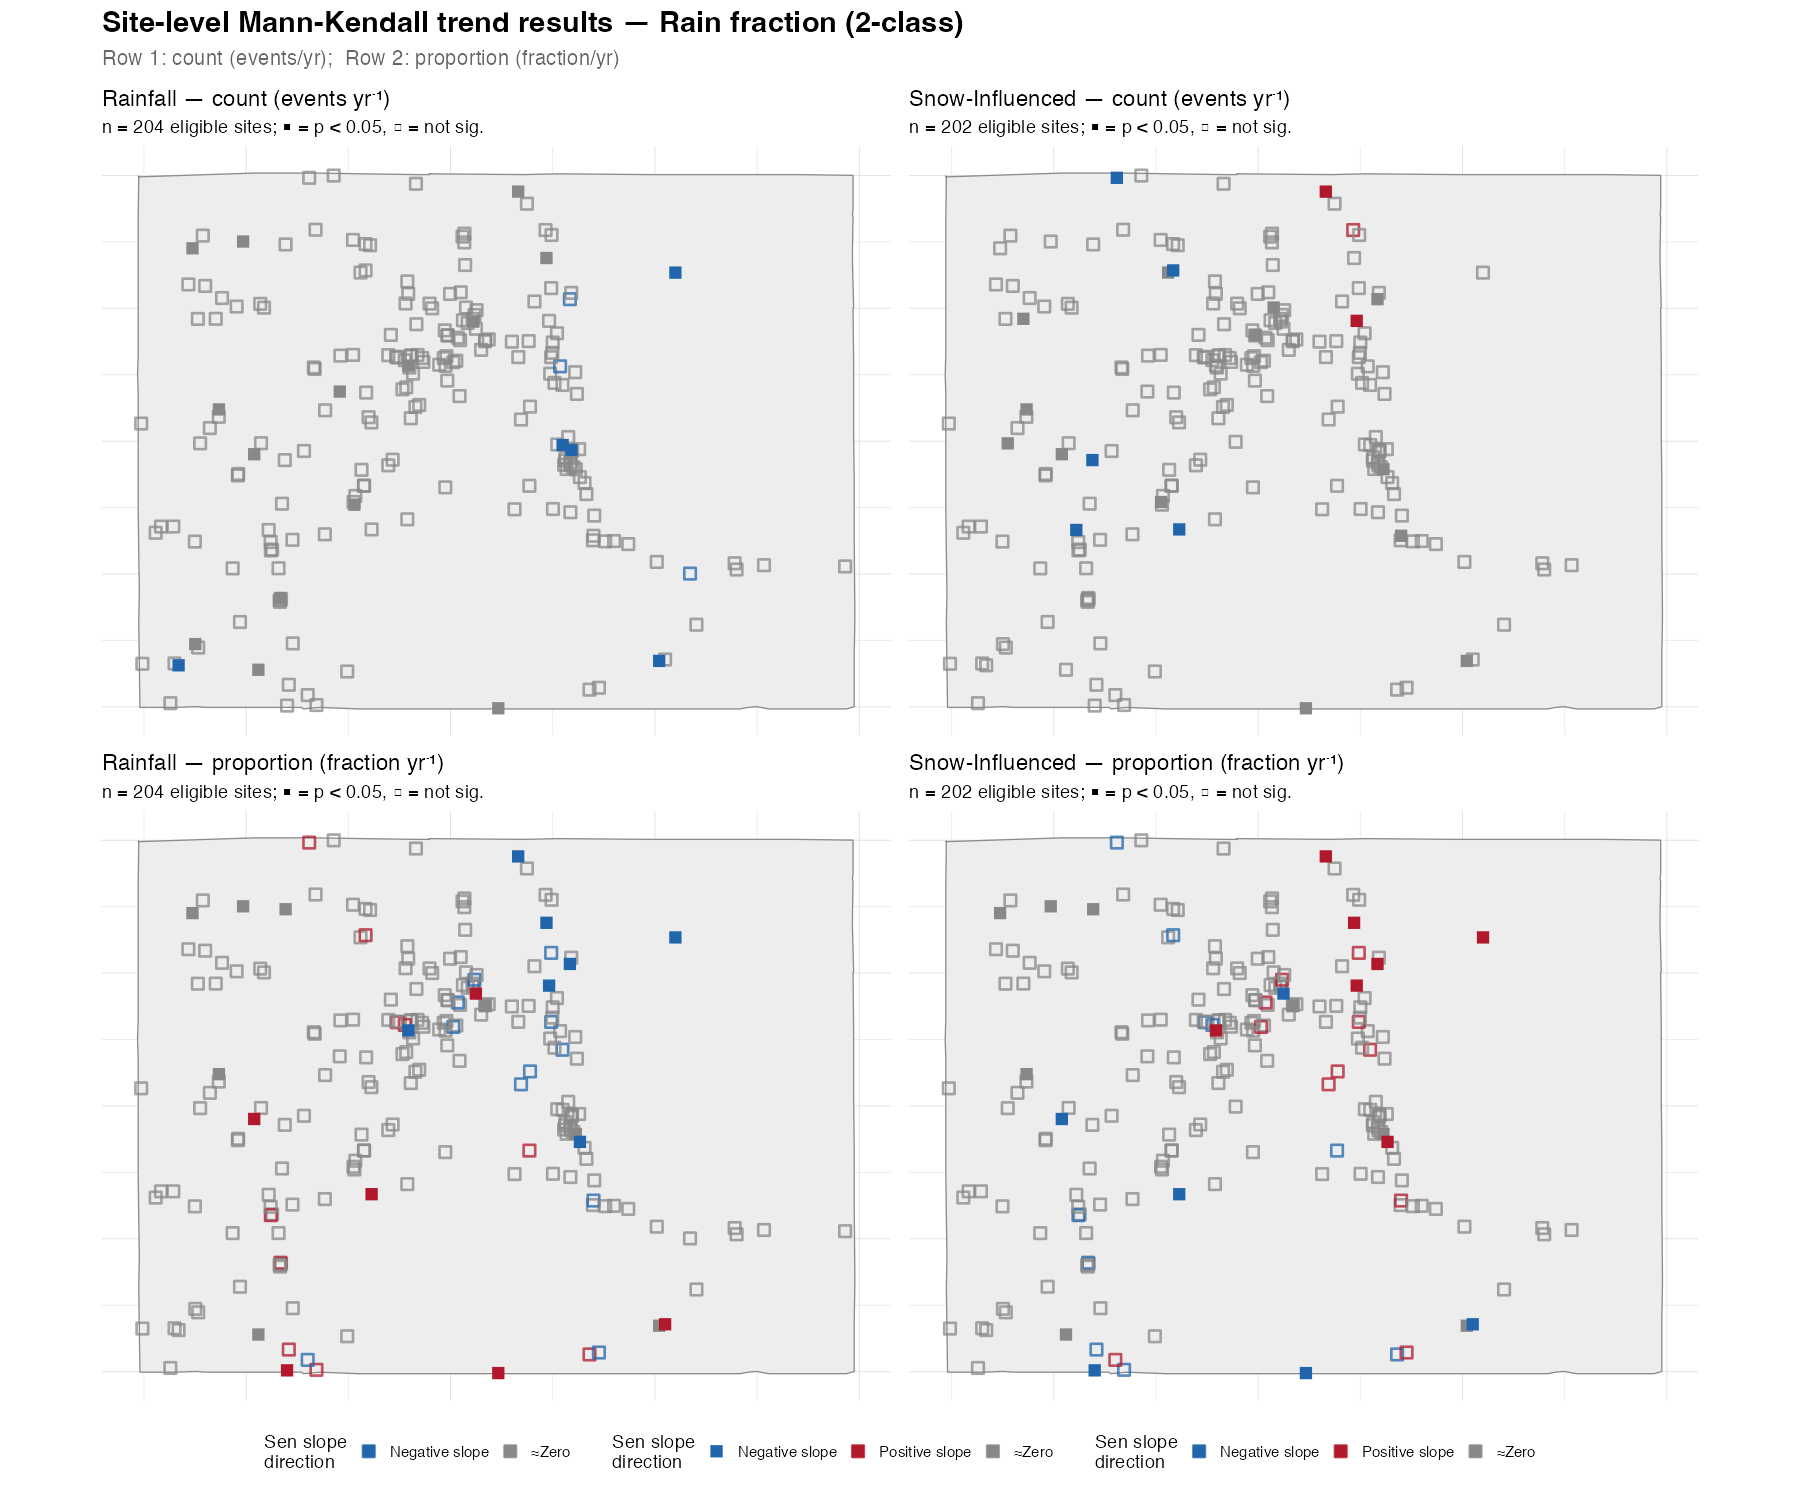 Site-level Mann-Kendall trend results — Rain fraction (2-class)
Row 1: count (events/yr);  Row 2: proportion (fraction/yr)
Rainfall — count (events yr⁻¹)
n = 204 eligible sites; ▪ = p < 0.05, ▫ = not sig.
Snow-Influenced — count (events yr⁻¹)
n = 202 eligible sites; ▪ = p < 0.05, ▫ = not sig.
Rainfall — proportion (fraction yr⁻¹)
n = 204 eligible sites; ▪ = p < 0.05, ▫ = not sig.
Snow-Influenced — proportion (fraction yr⁻¹)
n = 202 eligible sites; ▪ = p < 0.05, ▫ = not sig.
Sen slope
direction
Negative slope
≈Zero
Sen slope
direction
Negative slope
Positive slope
≈Zero
Sen slope
direction
Negative slope
Positive slope
≈Zero